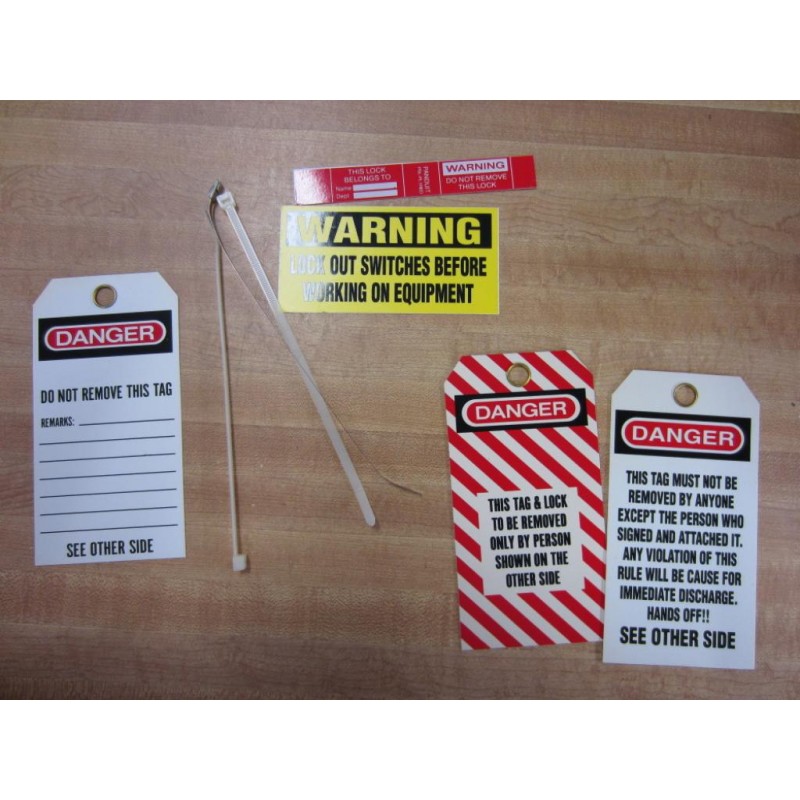 THIS LOCK
BELONGS TO
Name
Dept
PANDUIT
WARNING
DO NOT REMOVE
THIS LOCK
WARNING
LOCK OUT SWITCHES BEFORE
WORKING ON EQUIPMENT
DANGER
DO NOT REMOVE THIS TAG
REMARKS:
SEE OTHER SIDE
DANGER
THIS TAG & LOCK
TO BE REMOVED
ONLY BY PERSON
SHOWN ON THE
OTHER SIDE
DANGER
THIS TAG MUST NOT BE
REMOVED BY ANYONE
EXCEPT THE PERSON WHO
SIGNED AND ATTACHED IT.
ANY VIOLATION OF THIS
RULE WILL BE CAUSE FOR
IMMEDIATE DISCHARGE.
HANDS OFF!!
SEE OTHER SIDE